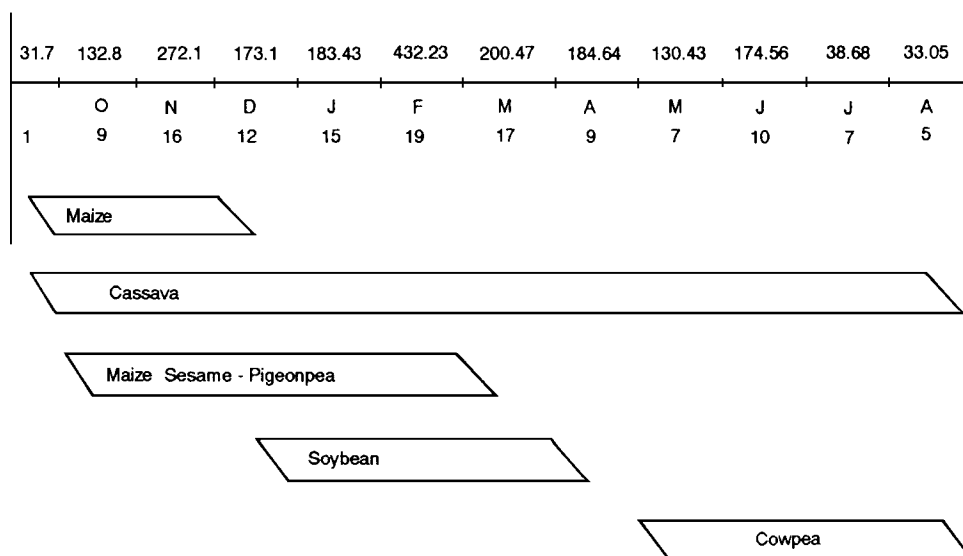 31.7 132.8 272.1 173.1 183.43 432.23 200.47 184.64 130.43 174.56 38.68 33.05
O N D J F M A M J J A
1 9 16 12 15 19 17 9 7 10 7 5
Maize
Cassava
Maize Sesame - Pigeonpea
Soybean
Cowpea